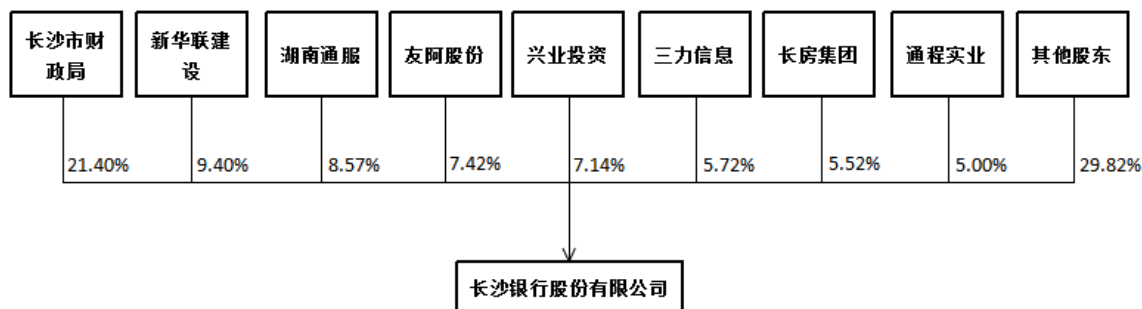 长沙市财
政局
新华联建
设
湖南通服
友阿股份
兴业投资
三力信息
长房集团
通程实业
其他股东
21.40%
9.40%
8.57%
7.42%
7.14%
5.72%
5.52%
5.00%
29.82%
长沙银行股份有限公司